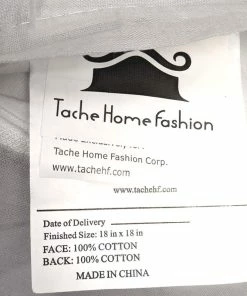 Tache Home Fashion
Tache Home Fashion Corp.
www.tachehf.com
www.tachehf.com
Date of Delivery
Finished Size: 18 in x 18 in
FACE: 100% COTTON
BACK: 100% COTTON
MADE IN CHINA